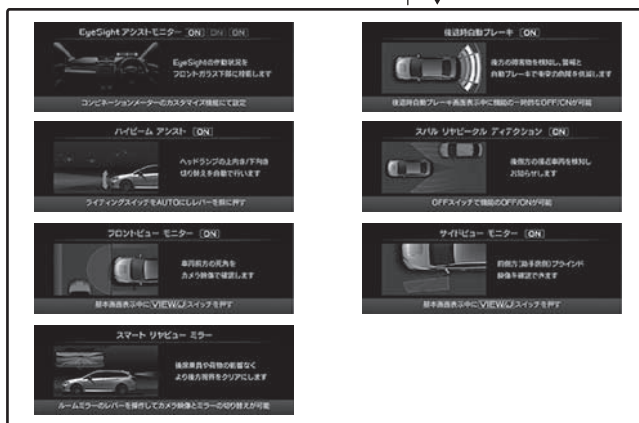 EyeSight アシストモニター [ON] ON ON
EyeSightの作動状況を
フロントガラス下部に投影します
コンビネーションメーターのカスタマイズ機能にて設定
後退時自動ブレーキ [ON]
後方の障害物を検知し、警報と
自動ブレーキで衝突の危険を低減します
後退時自動ブレーキ画面表示中に機能の一時的なOFF/ONが可能
ハイビーム アシスト [ON]
ヘッドランプの上向き/下向き
切り替えを自動で行います
ライティングスイッチをAUTOにしレバーを前に押す
スバル リヤビークル ディテクション [ON]
後側方の接近車両を検知し
お知らせします
OFFスイッチで機能のOFF/ONが可能
フロントビュー モニター [ON]
車両前方の死角を
カメラ映像で確認します
基本画面表示中にVIEWスイッチを押す
サイドビュー モニター [ON]
前側方(助手席側)ブラインド
映像を確認できます
基本画面表示中にVIEWスイッチを押す
スマート リヤビュー ミラー
後席乗員や荷物の影響なく
より後方視界をクリアにします
ルームミラーのレバーを操作してカメラ映像とミラーの切り替えが可能